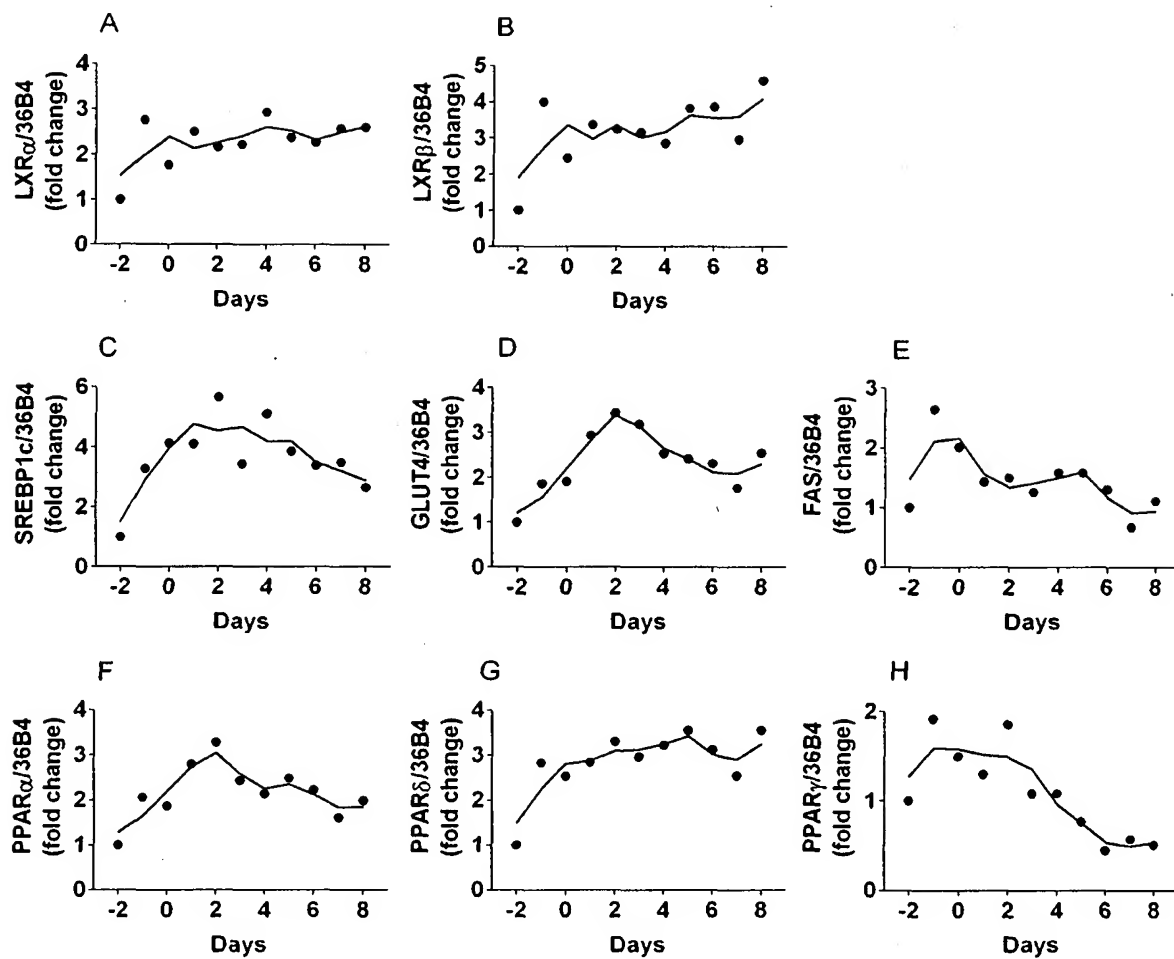 A
LXRα/36B4
(fold change)
4
3
2
1
0
-2 0 2 4 6 8
Days
B
LXRβ/36B4
(fold change)
5
4
3
2
1
0
-2 0 2 4 6 8
Days
C
SREBP1c/36B4
(fold change)
6
4
2
0
-2 0 2 4 6 8
Days
D
GLUT4/36B4
(fold change)
4
3
2
1
0
-2 0 2 4 6 8
Days
E
FAS/36B4
(fold change)
3
2
1
0
-2 0 2 4 6 8
Days
F
PPARα/36B4
(fold change)
4
3
2
1
0
-2 0 2 4 6 8
Days
G
PPARδ/36B4
(fold change)
4
3
2
1
0
-2 0 2 4 6 8
Days
H
PPARγ/36B4
(fold change)
2
1
0
-2 0 2 4 6 8
Days